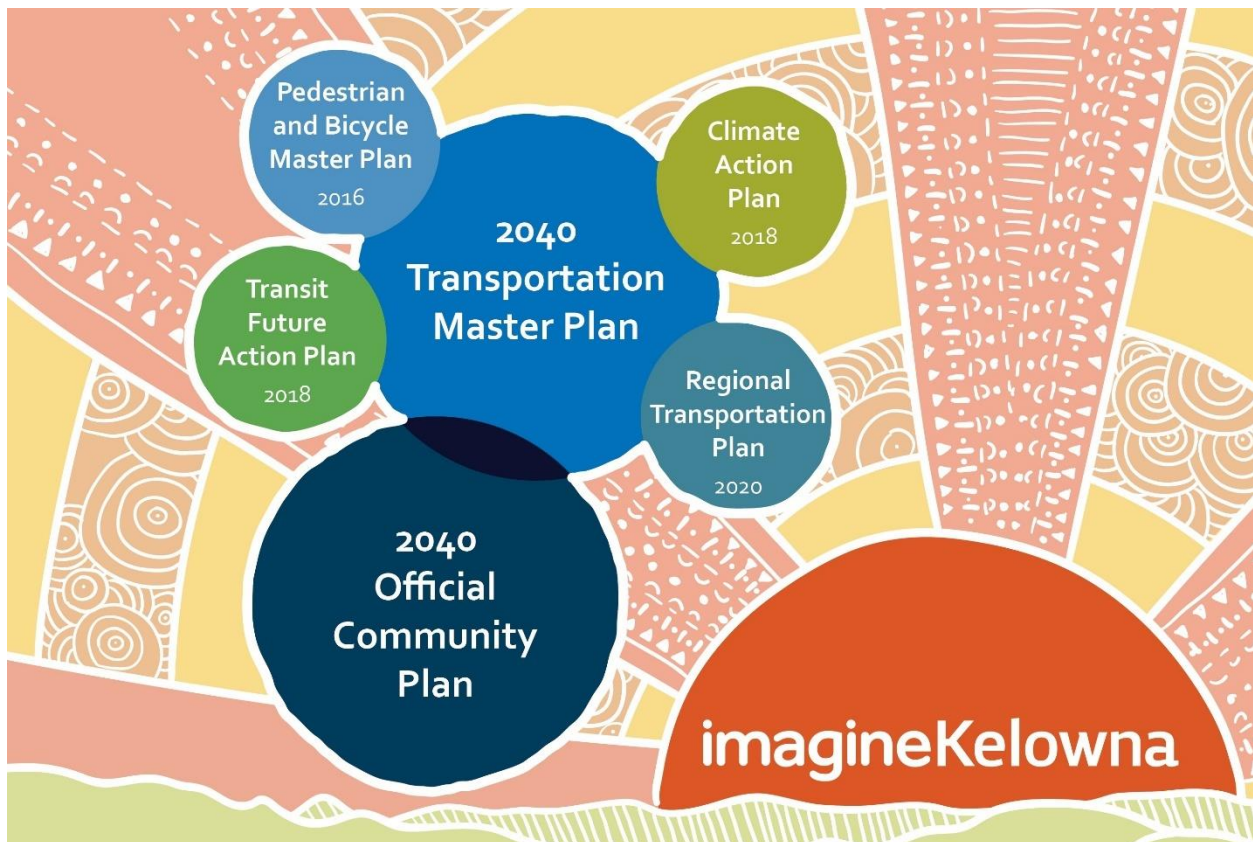 Pedestrian
and Bicycle
Master Plan
2016
Climate
Action
Plan
2018
2040
Transportation
Master Plan
Transit
Future
Action Plan
2018
Regional
Transportation
Plan
2020
2040
Official
Community
Plan
imagineKelowna